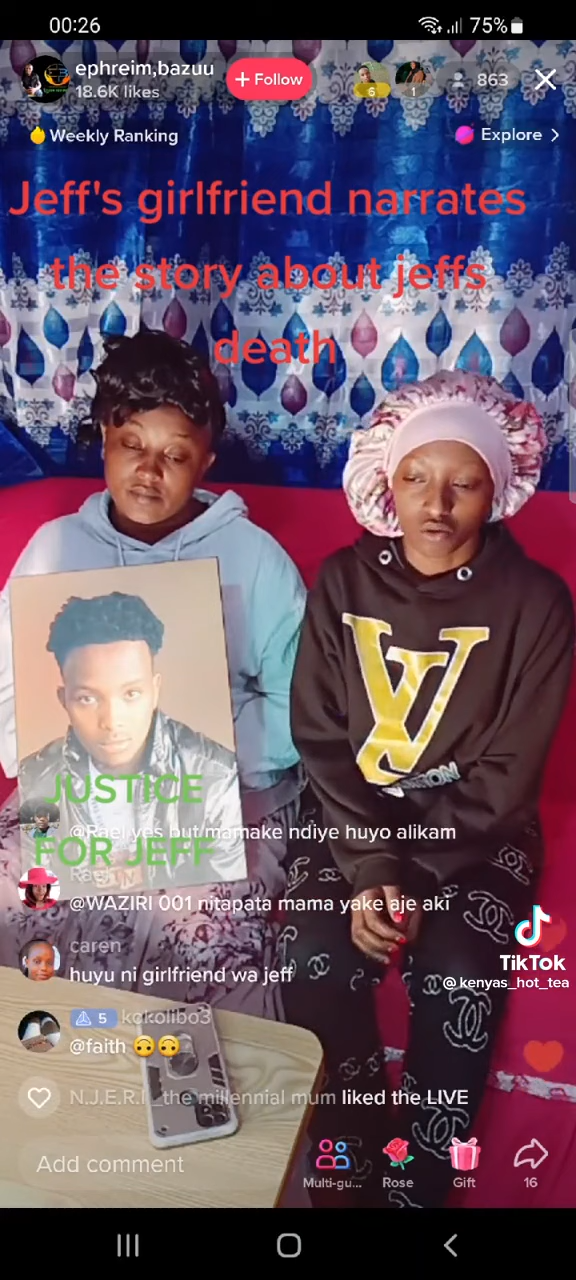 00:26
75%
ephreim,bazuu
18.6K likes
+ Follow
6
1
863
Weekly Ranking
Explore >
Jeff's girlfriend narrates
the story about jeffs
death
JUSTICE
FOR JEFF
@Rael yes but mamake ndiye huyo alikam
Rael
@WAZIRI 001 nitapata mama yake aje aki
TikTok
@kenyas_hot_tea
caren
huyu ni girlfriend wa jeff
5 kokolibo3
@faith 🙃🙃
N.J.E.R.I _the millennial mum liked the LIVE
Add comment
Multi-gu...
Rose
Gift
16